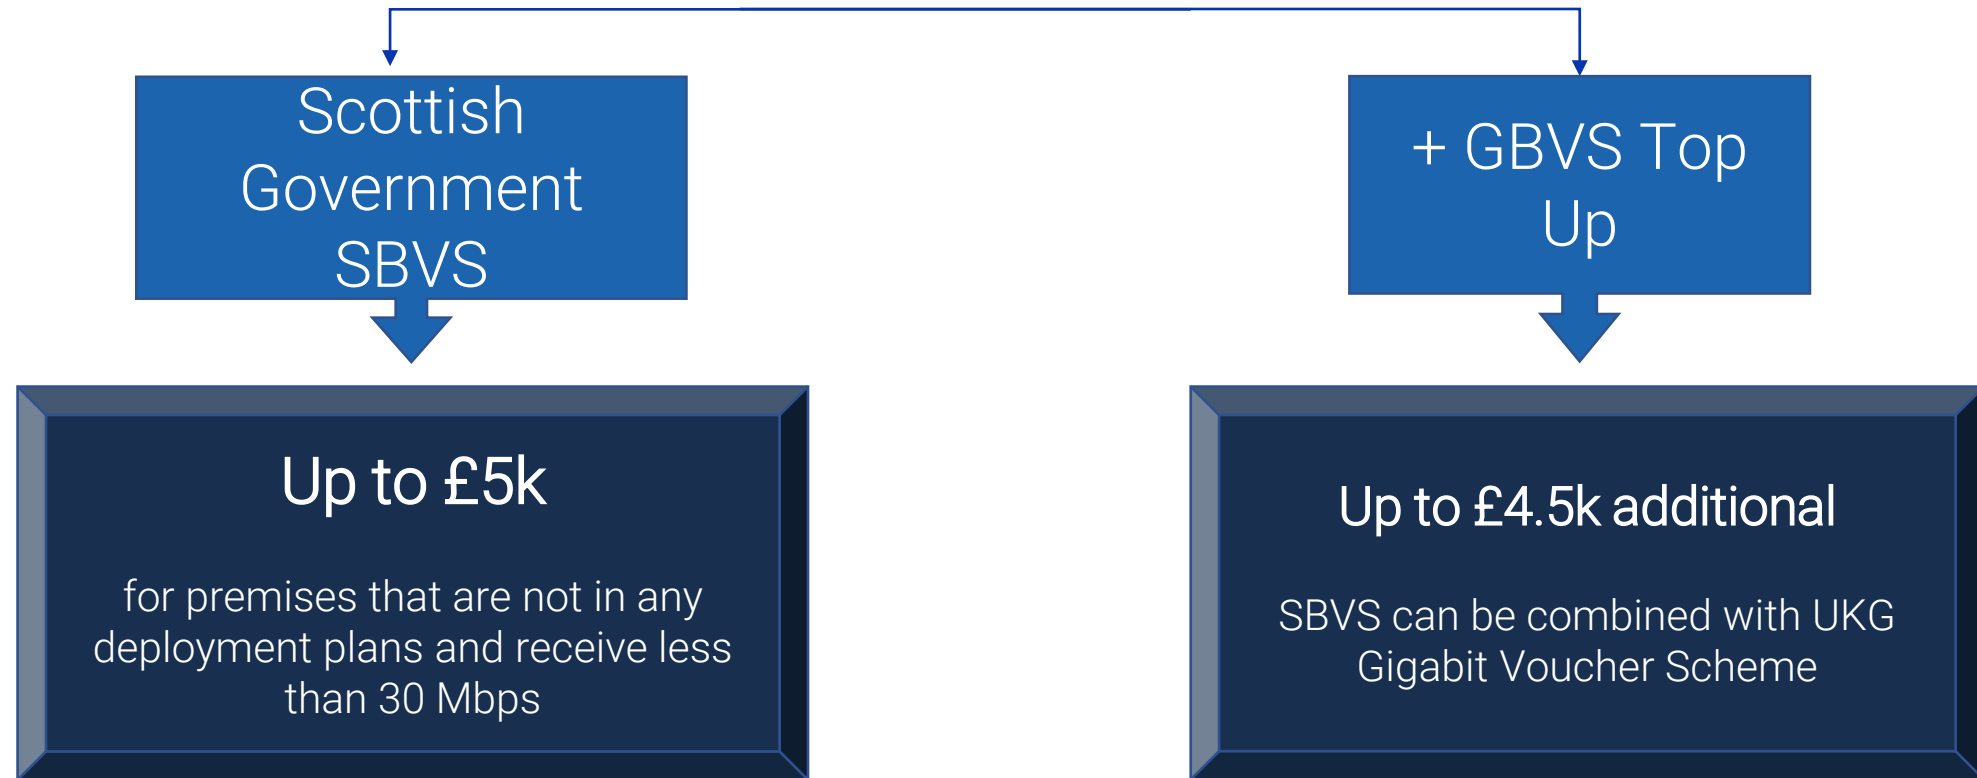 Scottish
Government
SBVS
+ GBVS Top
Up
Up to £5k
for premises that are not in any
deployment plans and receive less
than 30 Mbps
Up to £4.5k additional
SBVS can be combined with UKG
Gigabit Voucher Scheme